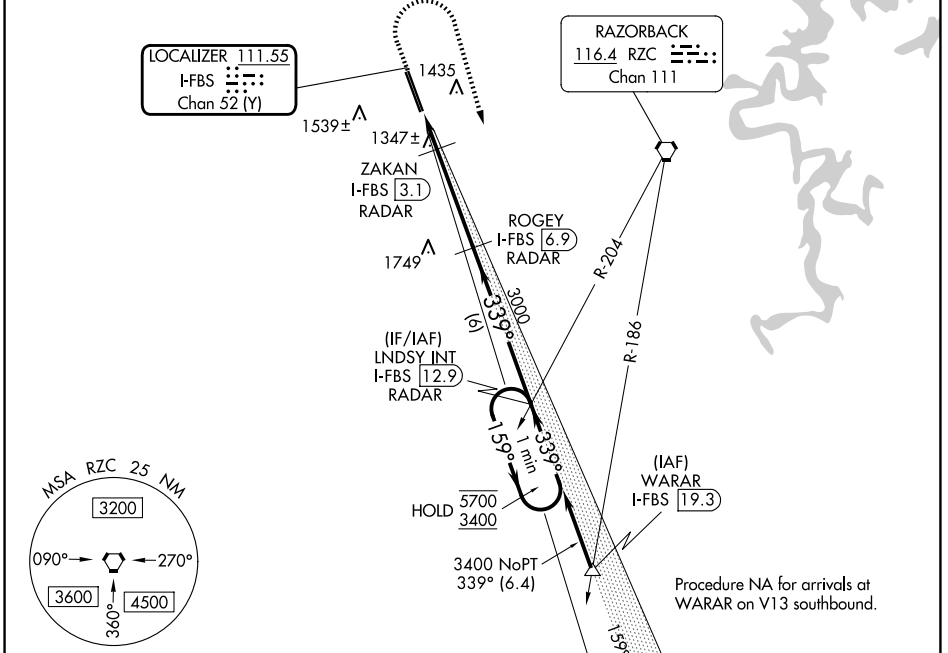 LOCALIZER 111.55
I-FBS
Chan 52 (Y)
RAZORBACK
116.4 RZC
Chan 111
1435
1539±
1347±
ZAKAN
I-FBS 3.1
RADAR
ROGEY
I-FBS 6.9
RADAR
1749
R-204
R-186
3000
339°
(6)
(IF/IAF)
LNDSY INT
I-FBS 12.9
RADAR
339°
159°
1 min
HOLD 5700
3400
(IAF)
WARAR
I-FBS 19.3
3400 NoPT
339° (6.4)
Procedure NA for arrivals at
WARAR on V13 southbound.
159°
MSA RZC 25 NM
3200
090°
270°
3600
4500
360°